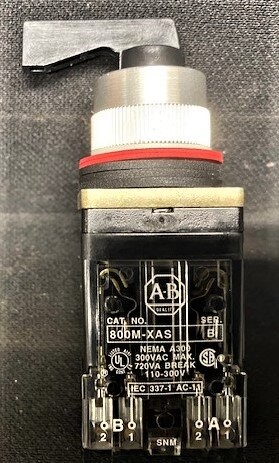 A-B
QUALITY
CAT. NO. SER.
800M-XAS B
NEMA A300
300VAC MAX.
720VA BREAK
110-300V
IEC 337-1 AC-11
B A
2 1 2 1
SNM